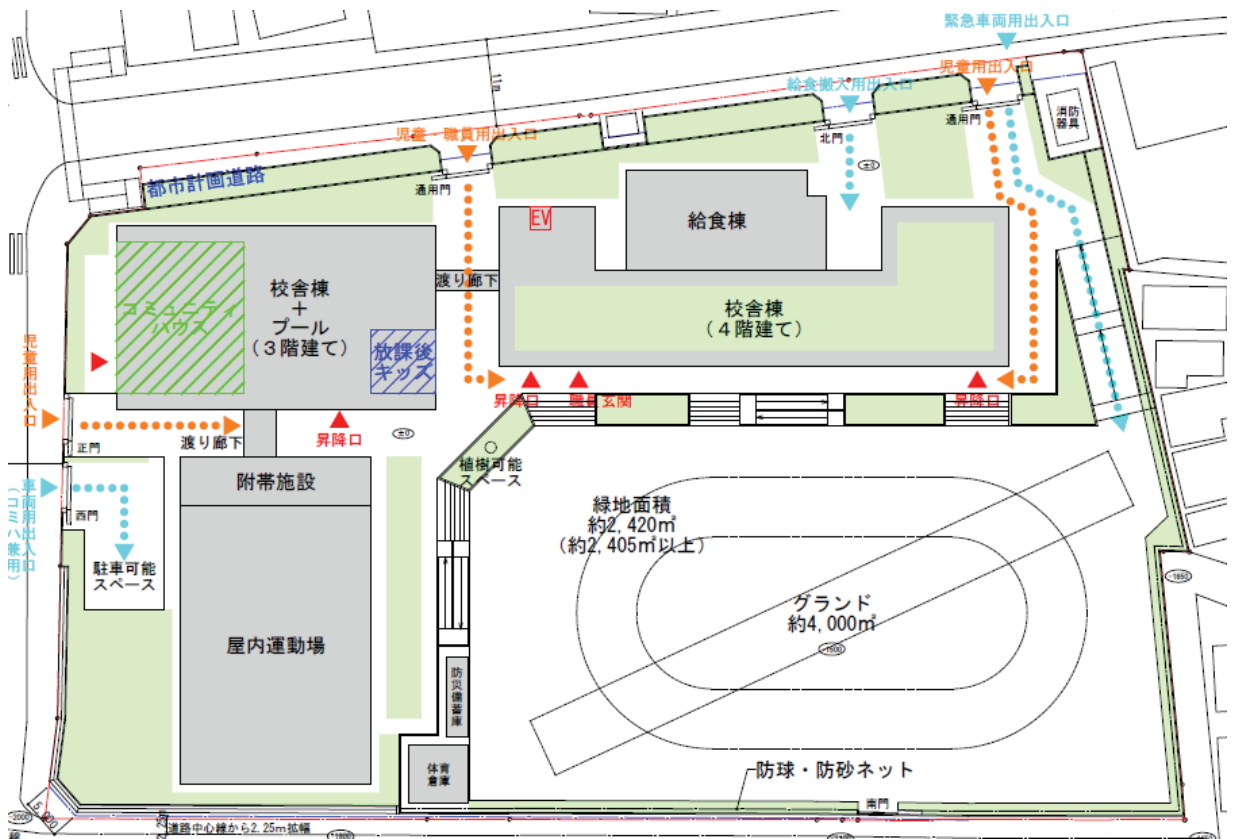 緊急車両用出入口
児童用出入口
給食搬入用出入口
11m
児童・職員用出入口
通用門
消防
器具
北門
±0
都市計画道路
通用門
EV
給食棟
渡り廊下
校舎棟
+
プール
(3階建て)
コミュニティ
ハウス
校舎棟
(4階建て)
放課後
キッズ
児童用出入口
昇降口
職員玄関
昇降口
昇降口
±0
渡り廊下
正門
植樹可能
スペース
附帯施設
車両用出入口
(コミハ兼用)
西門
緑地面積
約2,420㎡
(約2,405㎡以上)
駐車可能
スペース
-1650
グランド
約4,000㎡
-1500
屋内運動場
防災備蓄庫
体育
倉庫
防球・防砂ネット
南門
-2000
道路中心線から2.25m拡幅